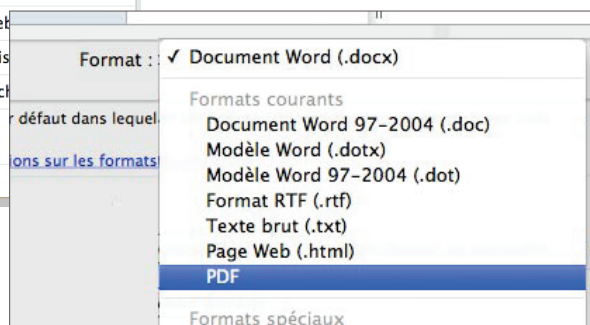 Format :
✓ Document Word (.docx)
Formats courants
Document Word 97-2004 (.doc)
r défaut dans lequel
Modèle Word (.dotx)
ions sur les formats
Modèle Word 97-2004 (.dot)
Format RTF (.rtf)
Texte brut (.txt)
Page Web (.html)
PDF
Formats spéciaux